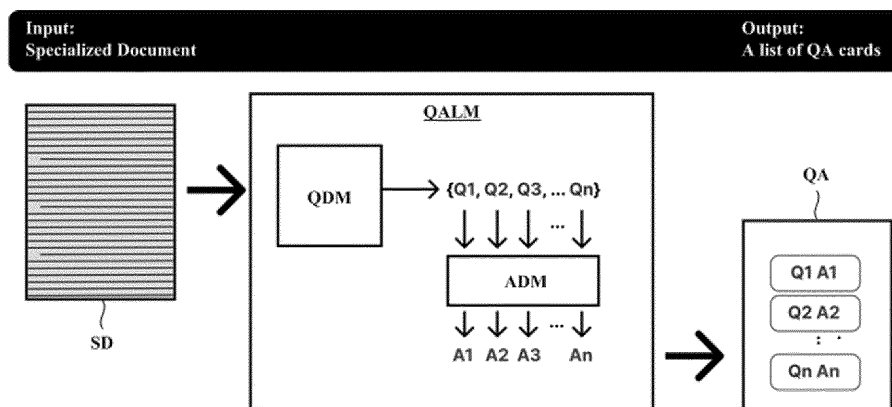 Input:
Specialized Document
Output:
A list of QA cards
QALM
QDM
{Q1, Q2, Q3, ... Qn}
...
ADM
...
A1 A2 A3 An
SD
QA
Q1 A1
Q2 A2
: :
Qn An